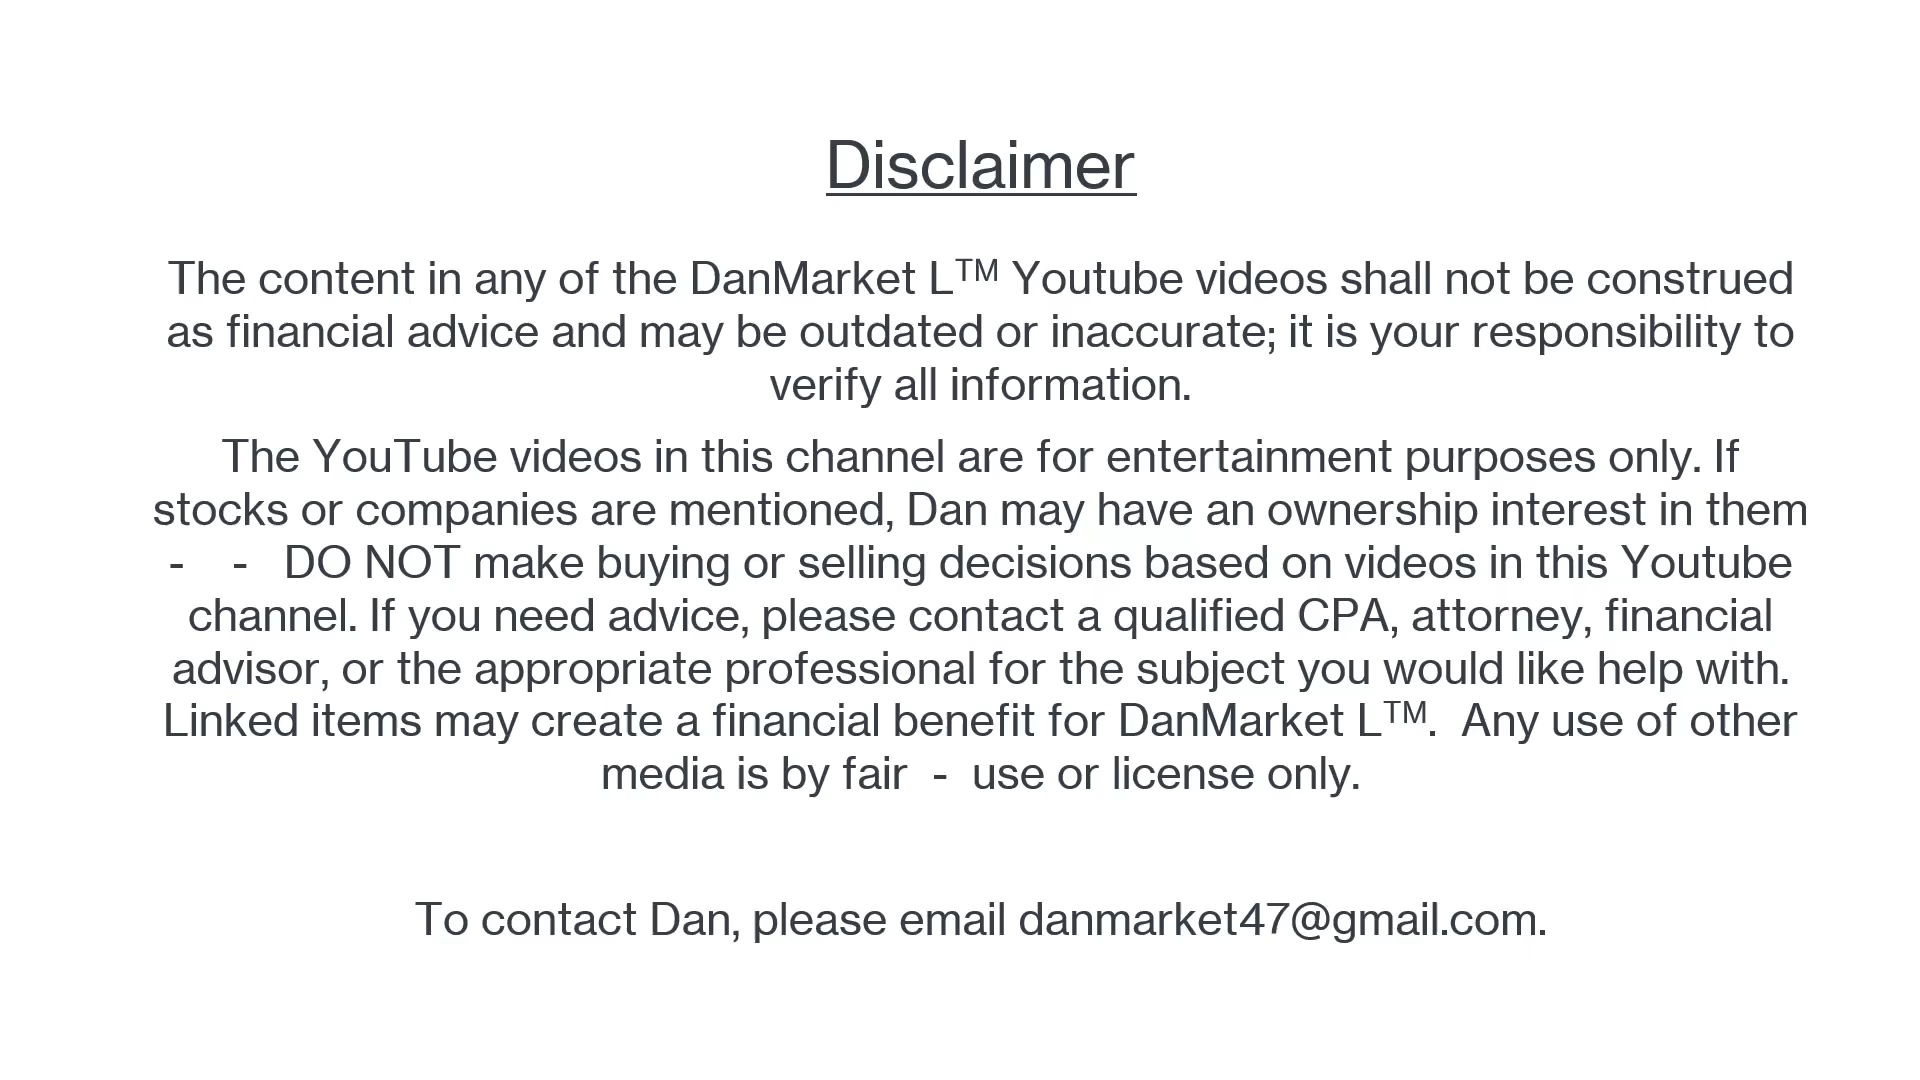 Disclaimer
The content in any of the DanMarket L™ Youtube videos shall not be construed
as financial advice and may be outdated or inaccurate; it is your responsibility to
verify all information.
The YouTube videos in this channel are for entertainment purposes only. If
stocks or companies are mentioned, Dan may have an ownership interest in them
- - DO NOT make buying or selling decisions based on videos in this Youtube
channel. If you need advice, please contact a qualified CPA, attorney, financial
advisor, or the appropriate professional for the subject you would like help with.
Linked items may create a financial benefit for DanMarket L™. Any use of other
media is by fair - use or license only.
To contact Dan, please email danmarket47@gmail.com.